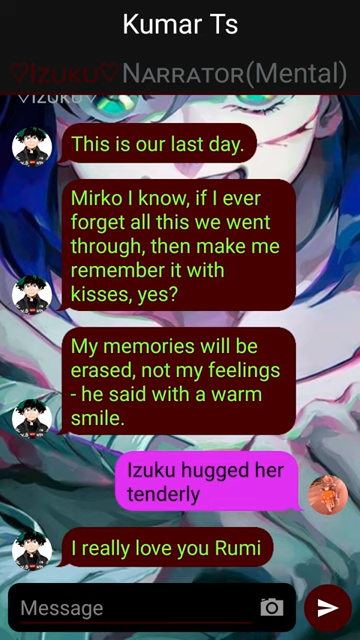 Kumar Ts
♡Izuku♡Narrator(Mental)
♡IZUKU♡
This is our last day.
Mirko I know, if I ever
forget all this we went
through, then make me
remember it with
kisses, yes?
My memories will be
erased, not my feelings
- he said with a warm
smile.
Izuku hugged her
tenderly
I really love you Rumi
Message